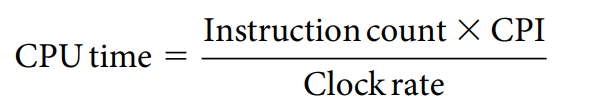 CPU time = Instruction count × CPI
Clock rate